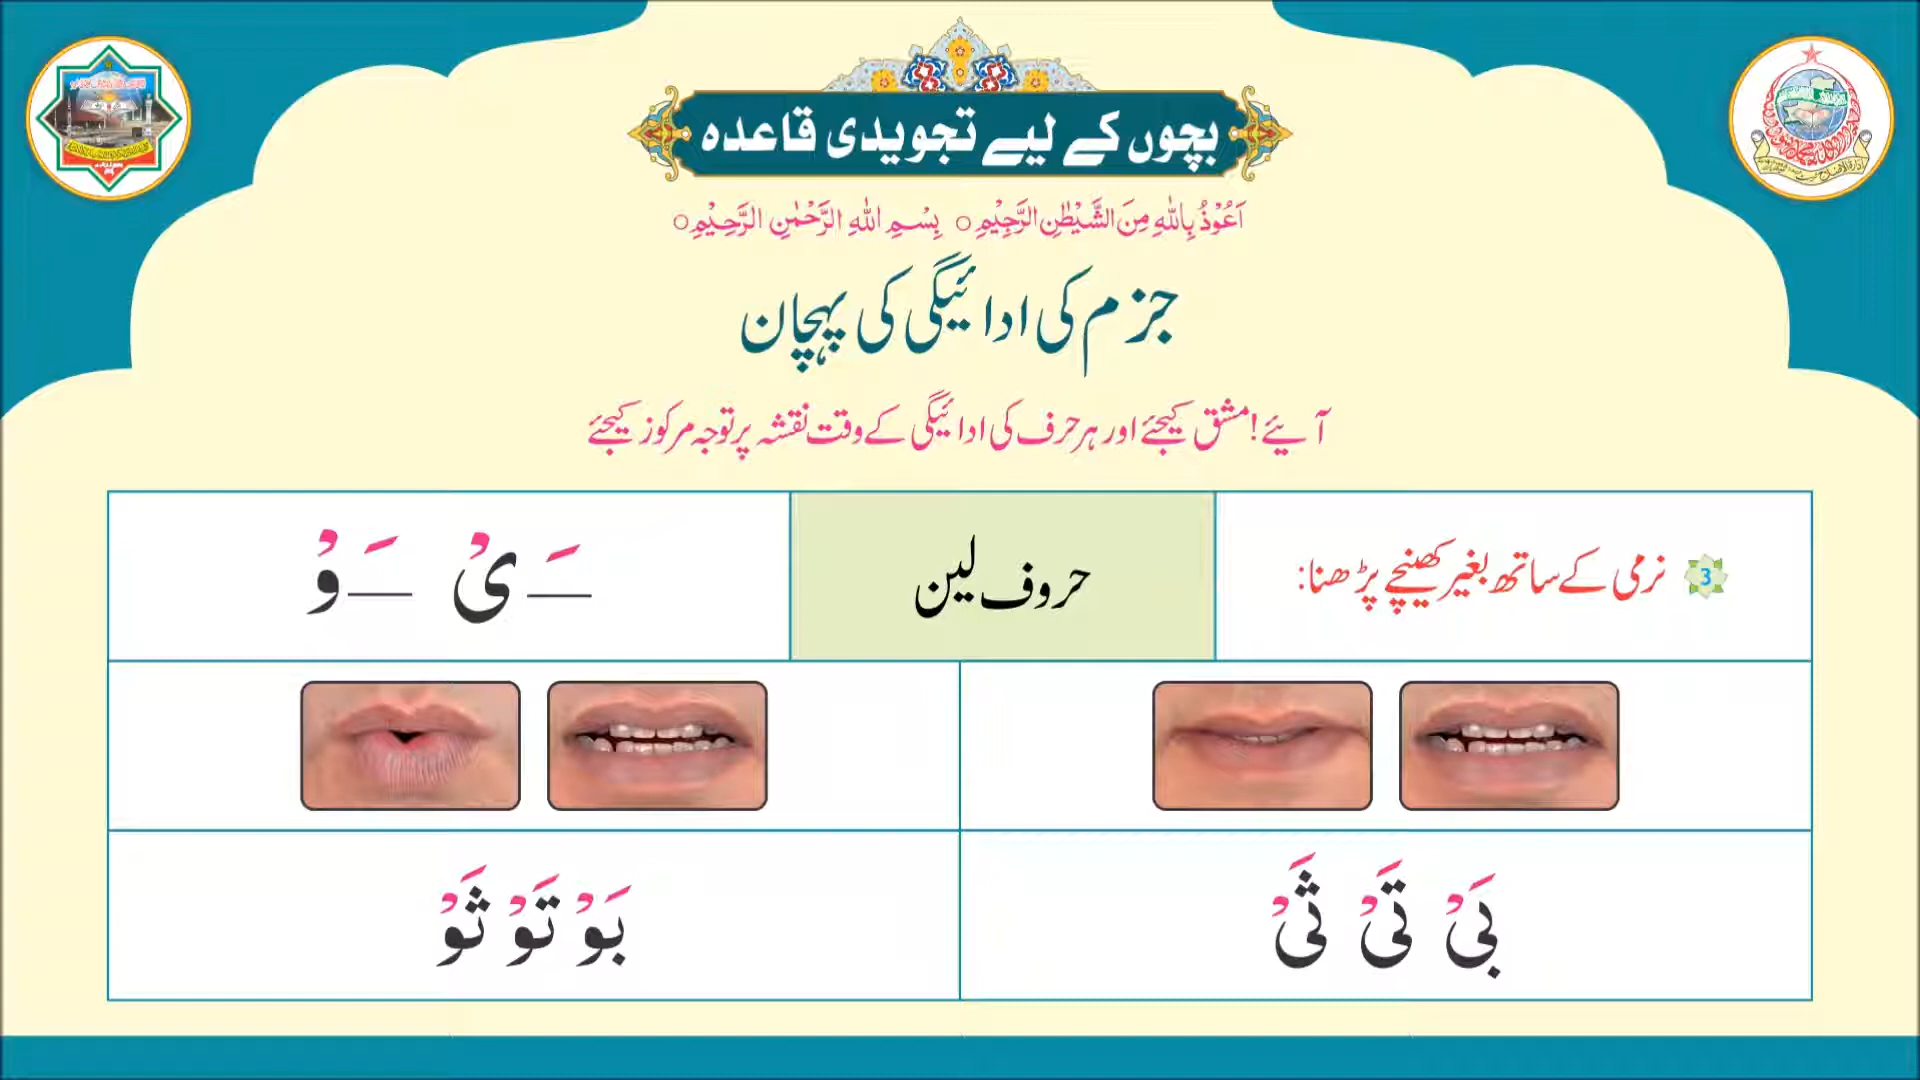 بچوں کے لیے تجویدی قاعدہ
اَعُوْذُ بِاللّٰهِ مِنَ الشَّيْطٰنِ الرَّجِيْمِ ○ بِسْمِ اللّٰهِ الرَّحْمٰنِ الرَّحِيْمِ ○
جزم کی ادائیگی کی پہچان
آئیے! مشق کیجئے اور ہر حرف کی ادائیگی کے وقت نقشہ پر توجہ مرکوز کیجئے
3 نرمی کے ساتھ بغیر کھینچے پڑھنا:
حروف لین
ـَ یْ ـَ وْ
بَیْ تَیْ ثَیْ
بَوْ تَوْ ثَوْ